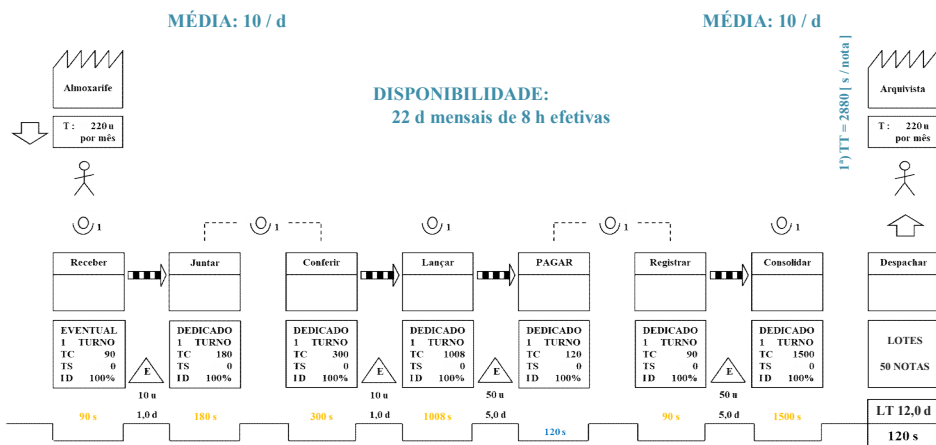 MÉDIA: 10 / d
MÉDIA: 10 / d
Almoxarife
T : 220 u
por mês
DISPONIBILIDADE:
22 d mensais de 8 h efetivas
1ª) TT = 2880 [ s / nota ]
Arquivista
T : 220 u
por mês
1
1
1
1
1
Receber
Juntar
Conferir
Lançar
PAGAR
Registrar
Consolidar
Despachar
EVENTUAL
1 TURNO
TC 90
TS 0
ID 100%
E
10 u
1,0 d
DEDICADO
1 TURNO
TC 180
TS 0
ID 100%
DEDICADO
1 TURNO
TC 300
TS 0
ID 100%
E
10 u
1,0 d
DEDICADO
1 TURNO
TC 1008
TS 0
ID 100%
E
50 u
5,0 d
DEDICADO
1 TURNO
TC 120
TS 0
ID 100%
DEDICADO
1 TURNO
TC 90
TS 0
ID 100%
E
50 u
5,0 d
DEDICADO
1 TURNO
TC 1500
TS 0
ID 100%
LOTES
50 NOTAS
90 s
180 s
300 s
1008 s
120 s
90 s
1500 s
LT 12,0 d
120 s